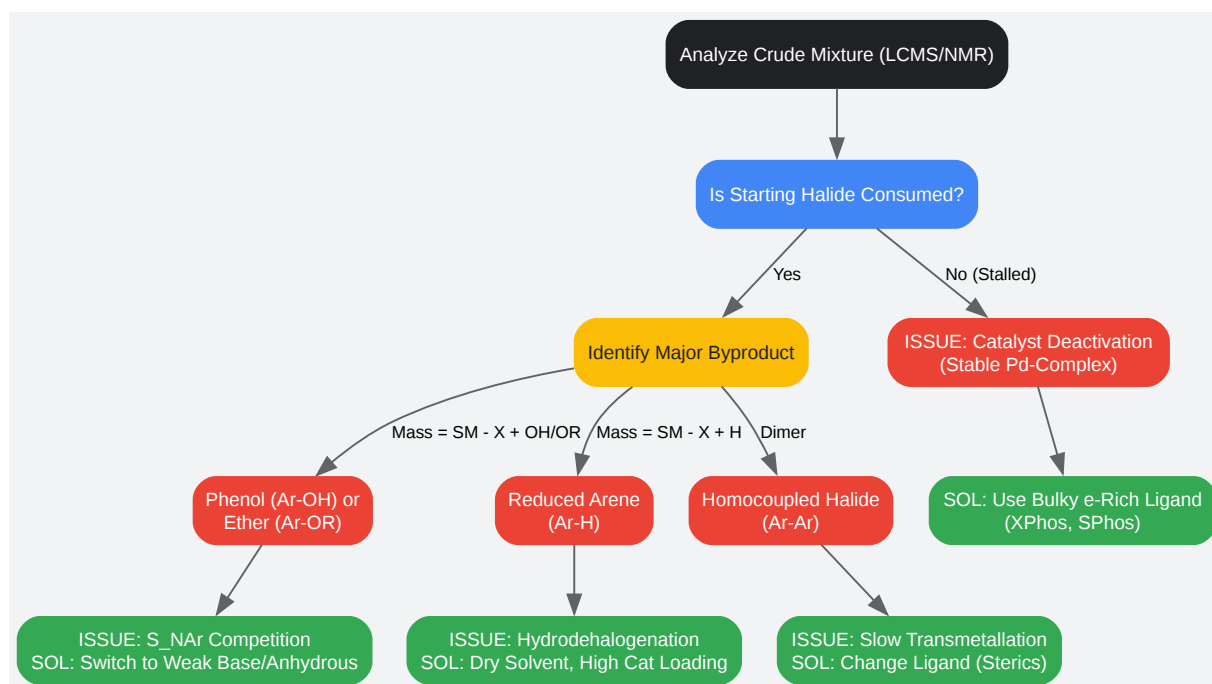 Analyze Crude Mixture (LCMS/NMR)
Is Starting Halide Consumed?
Yes
No (Stalled)
Identify Major Byproduct
ISSUE: Catalyst Deactivation
(Stable Pd-Complex)
Mass = SM - X + OH/OR
Mass = SM - X + H
Dimer
Phenol (Ar-OH) or
Ether (Ar-OR)
Reduced Arene
(Ar-H)
Homocoupled Halide
(Ar-Ar)
SOL: Use Bulky e-Rich Ligand
(XPhos, SPhos)
ISSUE: S_NAr Competition
SOL: Switch to Weak Base/Anhydrous
ISSUE: Hydrodehalogenation
SOL: Dry Solvent, High Cat Loading
ISSUE: Slow Transmetallation
SOL: Change Ligand (Sterics)